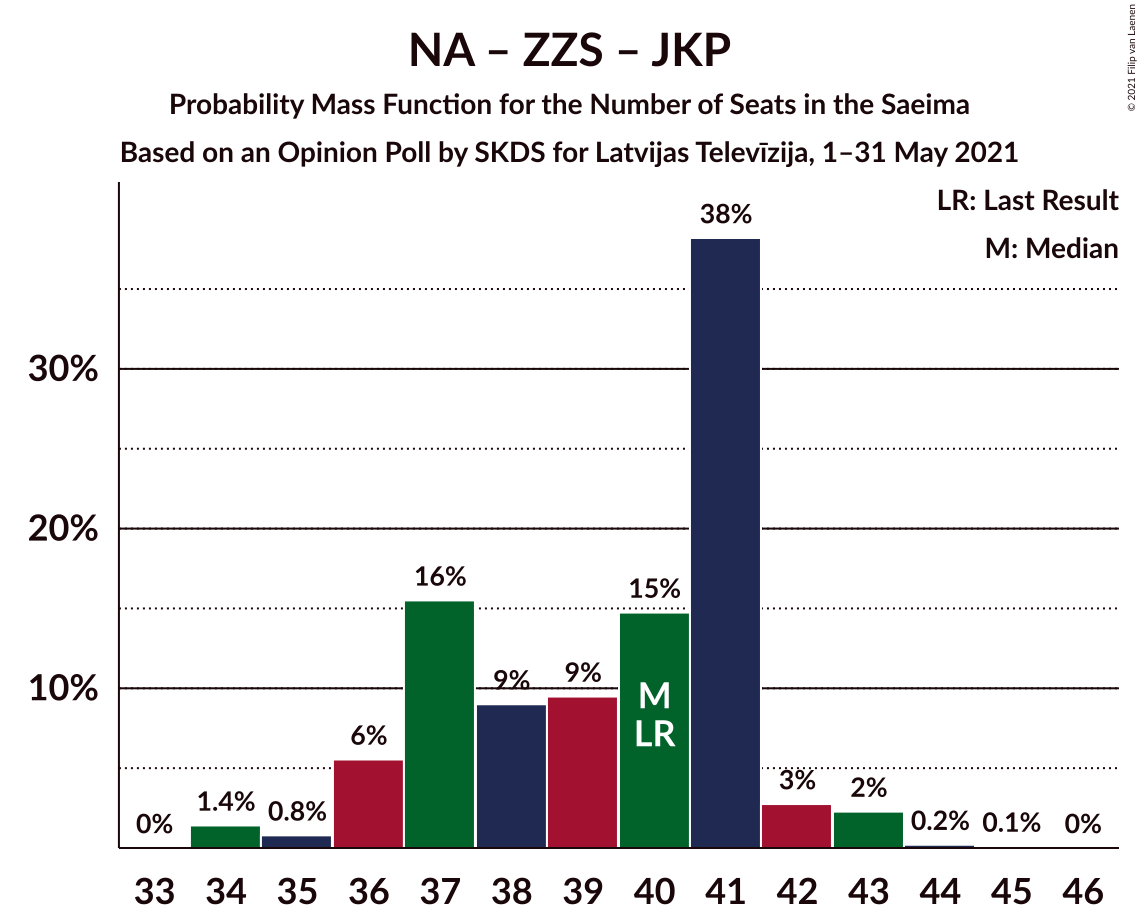 NA – ZZS – JKP
Probability Mass Function for the Number of Seats in the Saeima
Based on an Opinion Poll by SKDS for Latvijas Televīzija, 1–31 May 2021
© 2021 Filip van Laenen
LR: Last Result
M: Median
38%
30%
20%
16%
15%
10%
9%
9%
M
LR
6%
3%
2%
1.4%
0.8%
0%
0.2%
0.1%
0%
33 34 35 36 37 38 39 40 41 42 43 44 45 46